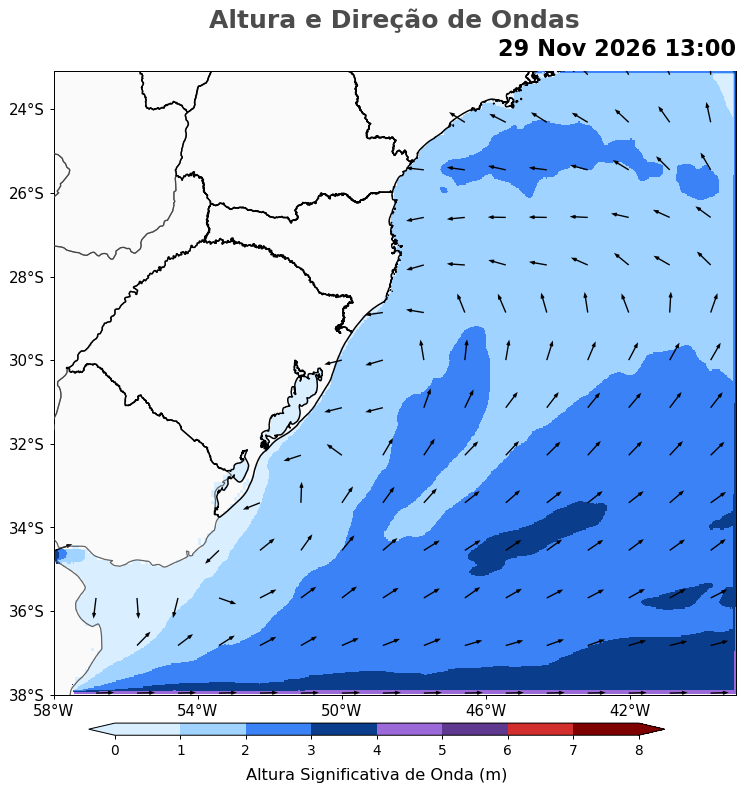 Altura e Direção de Ondas
29 Nov 2026 13:00
24°S
26°S
28°S
30°S
32°S
34°S
36°S
38°S
58°W 54°W 50°W 46°W 42°W
0 1 2 3 4 5 6 7 8
Altura Significativa de Onda (m)